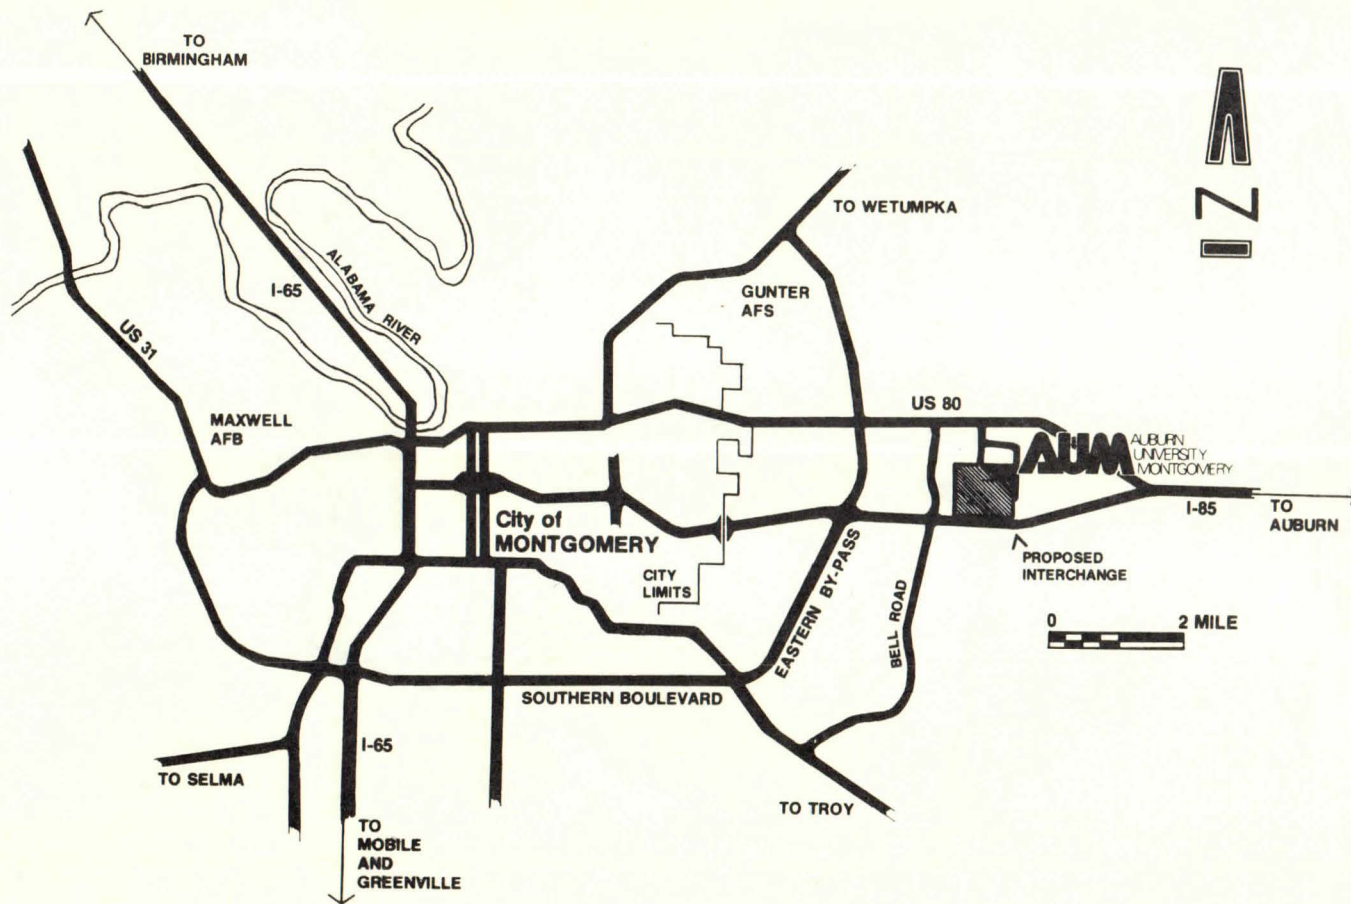 TO
BIRMINGHAM
N
TO WETUMPKA
ALABAMA RIVER
I-65
GUNTER
AFS
US 31
US 80
MAXWELL
AFB
AUM
AUBURN
UNIVERSITY
MONTGOMERY
I-85
TO
AUBURN
City of
MONTGOMERY
PROPOSED
INTERCHANGE
CITY
LIMITS
EASTERN BY-PASS
BELL ROAD
0 2 MILE
SOUTHERN BOULEVARD
I-65
TO SELMA
TO TROY
TO
MOBILE
AND
GREENVILLE